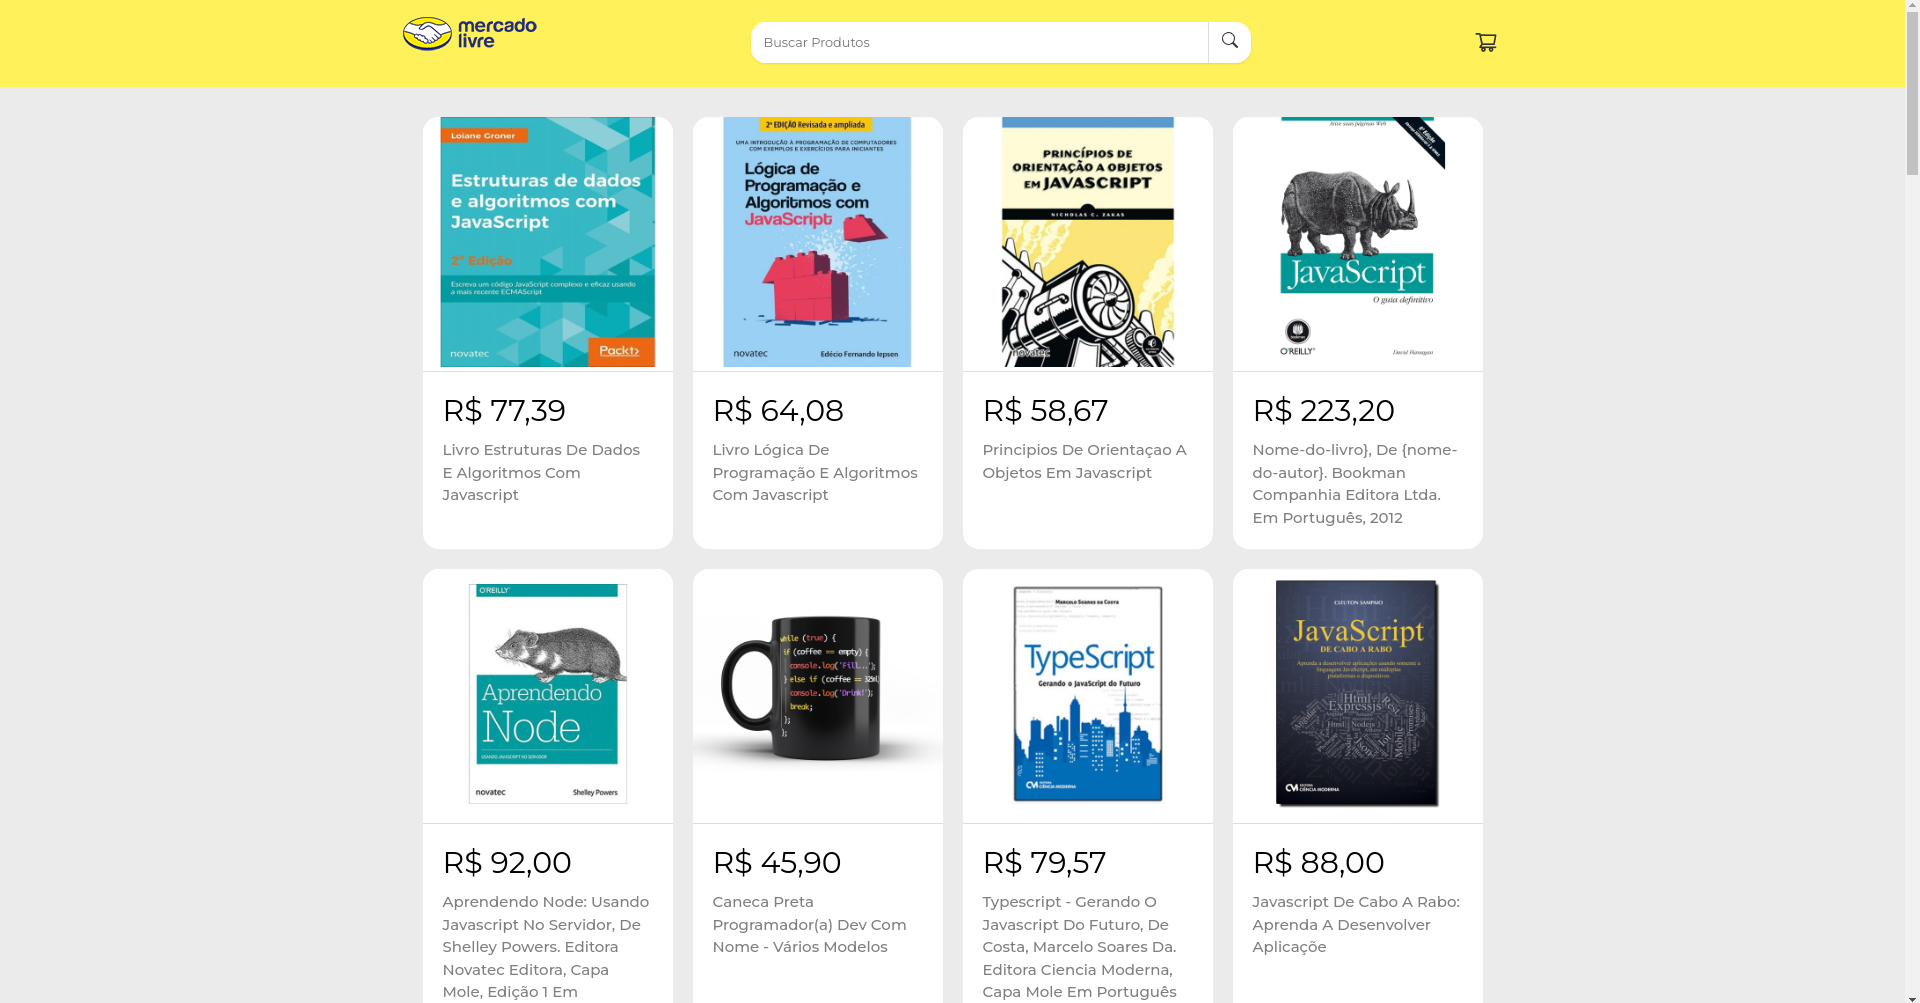 mercado
livre
Buscar Produtos
Loiane Groner
Estruturas de dados
e algoritmos com
JavaScript
2ª Edição
Escreva um código JavaScript complexo e eficaz usando
a mais recente ECMAScript
novatec
Packt>
R$ 77,39
Livro Estruturas De Dados
E Algoritmos Com
Javascript
2ª EDIÇÃO Revisada e ampliada
UMA INTRODUÇÃO À PROGRAMAÇÃO DE COMPUTADORES
COM EXEMPLOS E EXERCÍCIOS PARA INICIANTES
Lógica de
Programação e
Algoritmos com
JavaScript
novatec
Edécio Fernando Iepsen
R$ 64,08
Livro Lógica De
Programação E Algoritmos
Com Javascript
PRINCÍPIOS DE
ORIENTAÇÃO A OBJETOS
EM JAVASCRIPT
NICHOLAS C. ZAKAS
novatec
R$ 58,67
Principios De Orientaçao A
Objetos Em Javascript
Ative suas páginas Web
JavaScript
O guia definitivo
O'REILLY
David Flanagan
R$ 223,20
Nome-do-livro}, De {nome-
do-autor}. Bookman
Companhia Editora Ltda.
Em Português, 2012
O'REILLY
Aprendendo
Node
USANDO JAVASCRIPT NO SERVIDOR
novatec
Shelley Powers
R$ 92,00
Aprendendo Node: Usando
Javascript No Servidor, De
Shelley Powers. Editora
Novatec Editora, Capa
Mole, Edição 1 Em
while (true) {
if (coffee == empty) {
console.log('Fill...');
} else if (coffee == 325ml)
console.log('Drink!');
break;
};
};
R$ 45,90
Caneca Preta
Programador(a) Dev Com
Nome - Vários Modelos
Marcelo Soares da Costa
TypeScript
Gerando o JavaScript do Futuro
CM EDITORA
CIÊNCIA MODERNA
R$ 79,57
Typescript - Gerando O
Javascript Do Futuro, De
Costa, Marcelo Soares Da.
Editora Ciencia Moderna,
Capa Mole Em Português
CLEUTON SAMPAIO
JavaScript
DE CABO A RABO
Aprenda a desenvolver aplicações usando somente a
linguagem JavaScript, em múltiplas
plataformas e dispositivos
Html
Expressjs
Nodejs
CM EDITORA
CIÊNCIA MODERNA
R$ 88,00
Javascript De Cabo A Rabo:
Aprenda A Desenvolver
Aplicaçõe